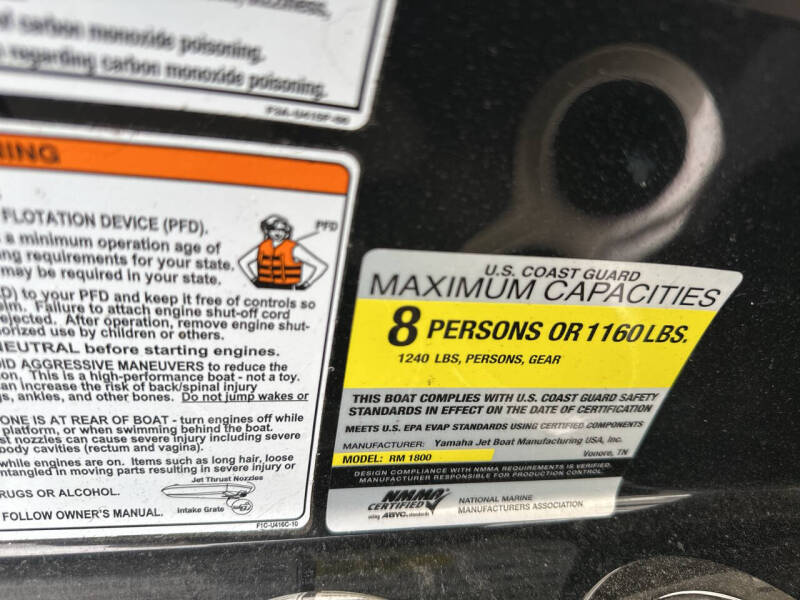 carbon monoxide poisoning.
regarding carbon monoxide poisoning.
NING
FLOTATION DEVICE (PFD).
a minimum operation age of
ng requirements for your state.
may be required in your state.
PFD
D) to your PFD and keep it free of controls so
alm. Failure to attach engine shut-off cord
ejected. After operation, remove engine shut-
horized use by children or others.
NEUTRAL before starting engines.
OID AGGRESSIVE MANEUVERS to reduce the
on. This is a high-performance boat - not a toy.
an increase the risk of back/spinal injury
s, ankles, and other bones. Do not jump wakes or
ONE IS AT REAR OF BOAT - turn engines off while
platform, or when swimming behind the boat.
st nozzles can cause severe injury including severe
body cavities (rectum and vagina).
while engines are on. Items such as long hair, loose
ntangled in moving parts resulting in severe injury or
Jet Thrust Nozzles
RUGS OR ALCOHOL.
Intake Grate
FOLLOW OWNER'S MANUAL.
F1C-U416C-10
U.S. COAST GUARD
MAXIMUM CAPACITIES
8 PERSONS OR 1160 LBS.
1240 LBS, PERSONS, GEAR
THIS BOAT COMPLIES WITH U.S. COAST GUARD SAFETY
STANDARDS IN EFFECT ON THE DATE OF CERTIFICATION
MEETS U.S. EPA EVAP STANDARDS USING CERTIFIED COMPONENTS
MANUFACTURER: Yamaha Jet Boat Manufacturing USA, Inc.
Vonore, TN
MODEL: RM 1800
DESIGN COMPLIANCE WITH NMMA REQUIREMENTS IS VERIFIED.
MANUFACTURER RESPONSIBLE FOR PRODUCTION CONTROL.
NMMA
CERTIFIED
using ABYC standards
NATIONAL MARINE
MANUFACTURERS ASSOCIATION